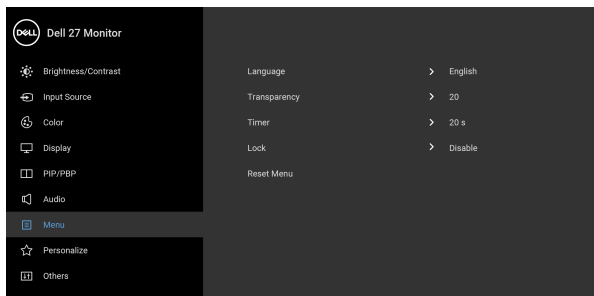 DELL Dell 27 Monitor
Brightness/Contrast
Language English
Input Source
Transparency 20
Color
Timer 20 s
Display
Lock Disable
PIP/PBP
Reset Menu
Audio
Menu
Personalize
Others